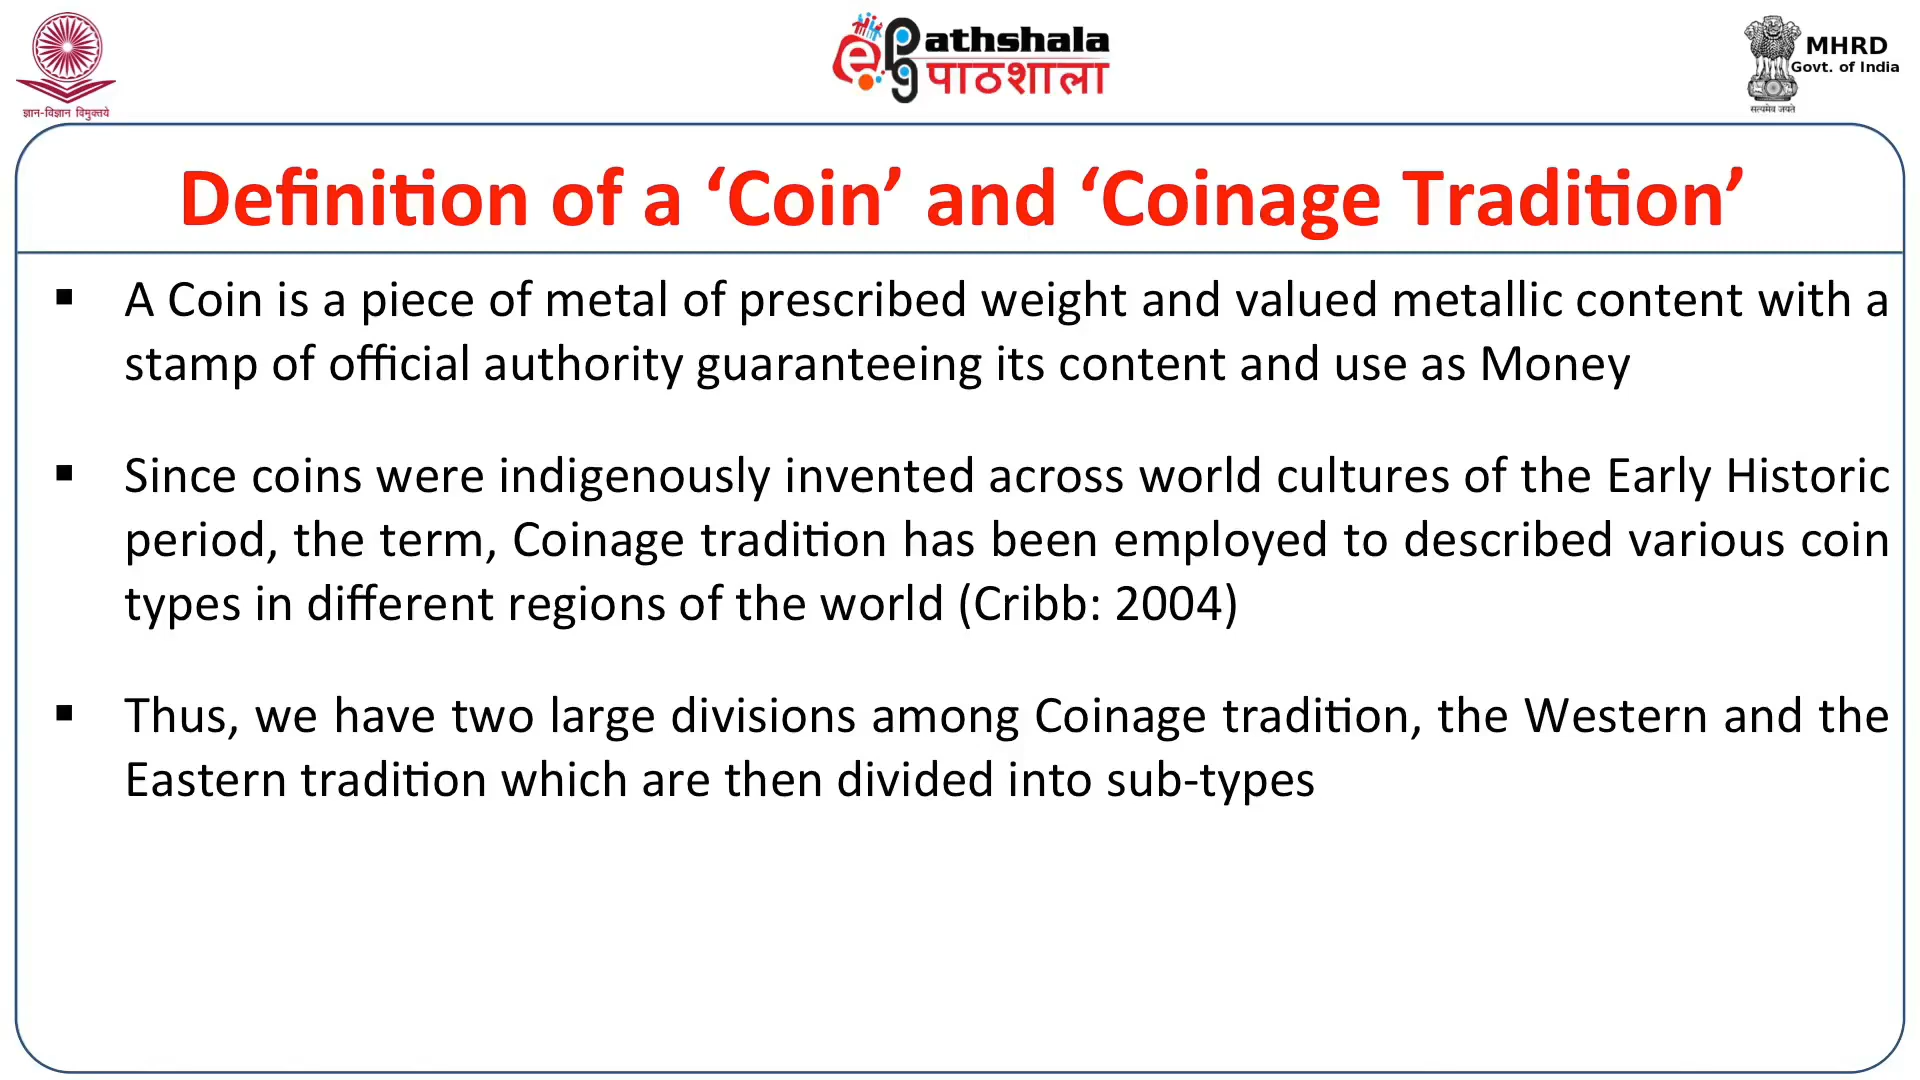 ज्ञान-विज्ञान विमुक्तये
ePG Pathshala
पाठशाला
MHRD
Govt. of India
सत्यमेव जयते
Definition of a ‘Coin’ and ‘Coinage Tradition’
▪ A Coin is a piece of metal of prescribed weight and valued metallic content with a
stamp of official authority guaranteeing its content and use as Money
▪ Since coins were indigenously invented across world cultures of the Early Historic
period, the term, Coinage tradition has been employed to described various coin
types in different regions of the world (Cribb: 2004)
▪ Thus, we have two large divisions among Coinage tradition, the Western and the
Eastern tradition which are then divided into sub-types